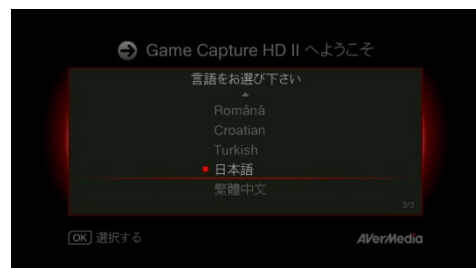 Game Capture HD II へようこそ
言語をお選び下さい
Română
Croatian
Turkish
日本語
繁體中文
3/3
OK 選択する
AVerMedia